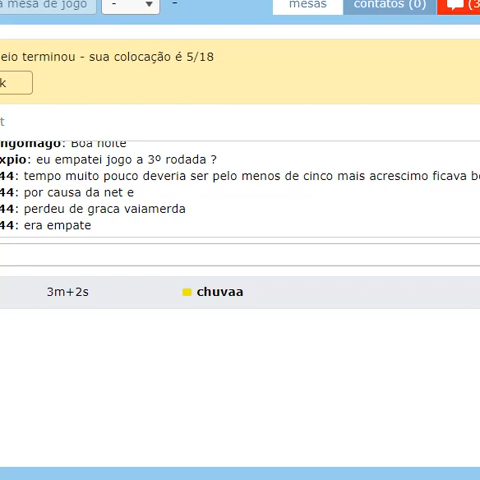 a mesa de jogo - - mesas contatos (0) (3
eio terminou - sua colocação é 5/18
k
t
ngomago: Boa noite
xpio: eu empatei jogo a 3º rodada ?
44: tempo muito pouco deveria ser pelo menos de cinco mais acrescimo ficava b
44: por causa da net e
44: perdeu de graca vaiamerda
44: era empate
3m+2s chuvaa